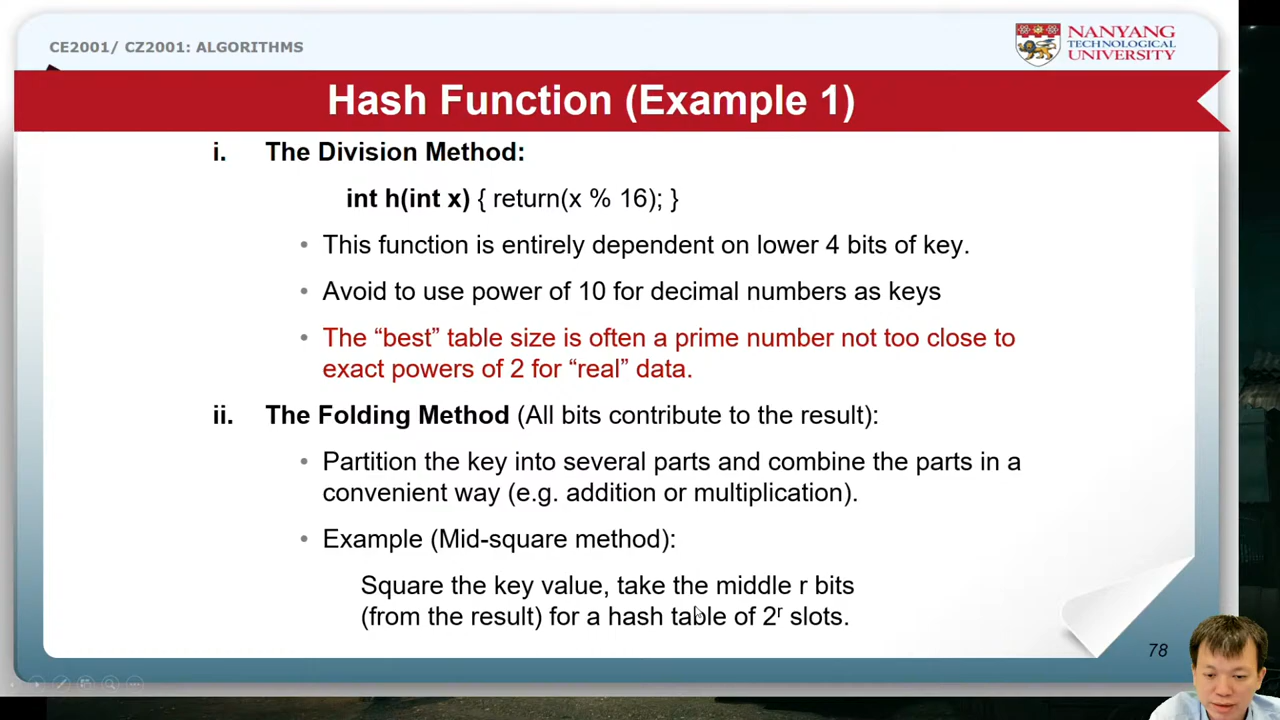 CE2001/ CZ2001: ALGORITHMS
NANYANG
TECHNOLOGICAL
UNIVERSITY
Hash Function (Example 1)
i. The Division Method:
int h(int x) { return(x % 16); }
• This function is entirely dependent on lower 4 bits of key.
• Avoid to use power of 10 for decimal numbers as keys
• The “best” table size is often a prime number not too close to
exact powers of 2 for “real” data.
ii. The Folding Method (All bits contribute to the result):
• Partition the key into several parts and combine the parts in a
convenient way (e.g. addition or multiplication).
• Example (Mid-square method):
Square the key value, take the middle r bits
(from the result) for a hash table of 2ʳ slots.
78